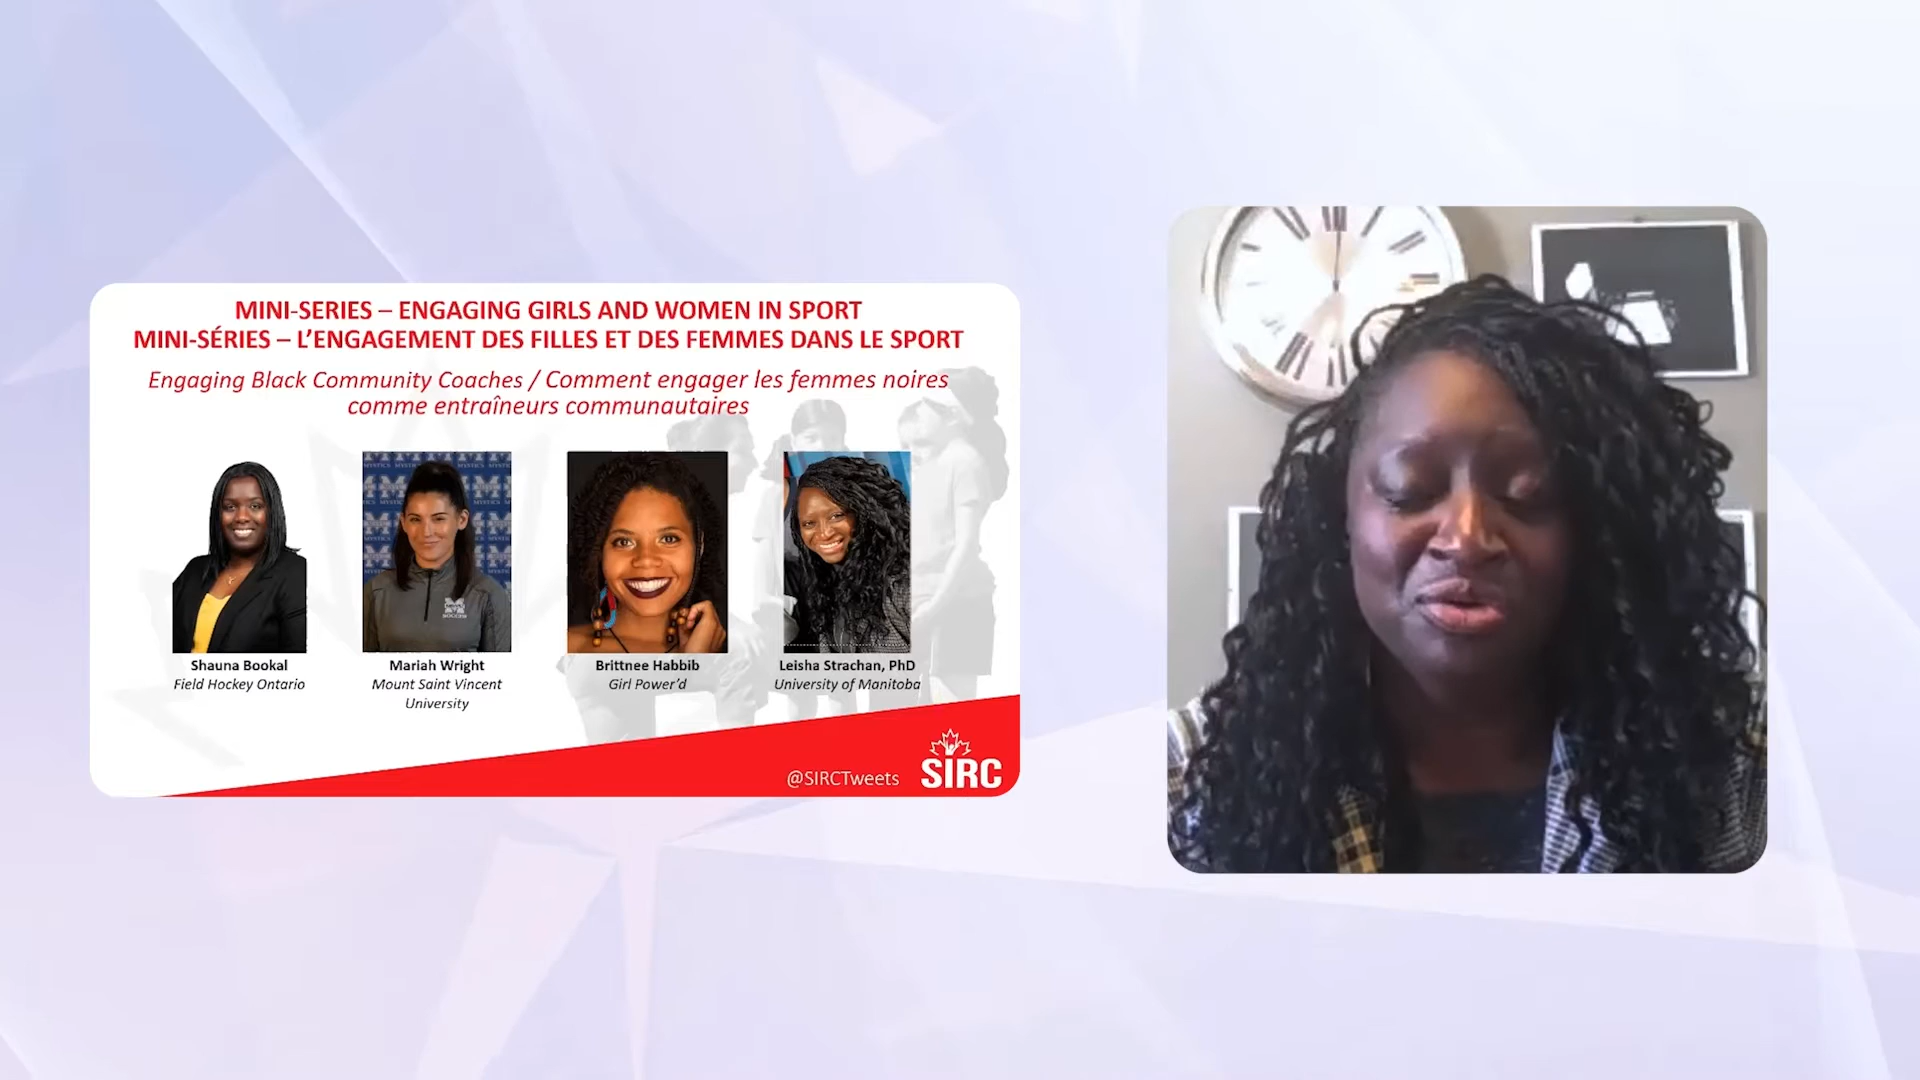 MINI-SERIES – ENGAGING GIRLS AND WOMEN IN SPORT
MINI-SÉRIES – L'ENGAGEMENT DES FILLES ET DES FEMMES DANS LE SPORT
Engaging Black Community Coaches / Comment engager les femmes noires
comme entraîneurs communautaires
Shauna Bookal
Field Hockey Ontario
Mariah Wright
Mount Saint Vincent
University
Brittnee Habbib
Girl Power'd
Leisha Strachan, PhD
University of Manitoba
@SIRCTweets
SIRC